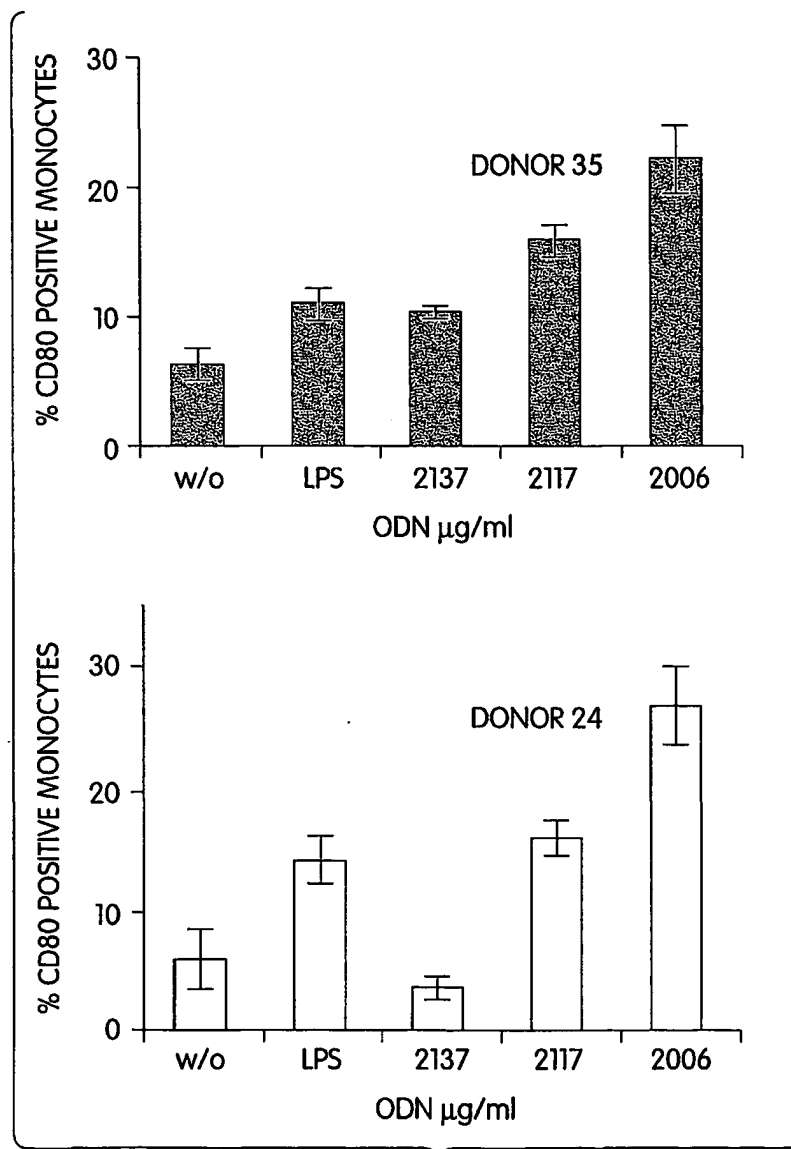 % CD80 POSITIVE MONOCYTES
30
20
10
0
DONOR 35
w/o LPS 2137 2117 2006
ODN μg/ml
% CD80 POSITIVE MONOCYTES
30
20
10
0
DONOR 24
w/o LPS 2137 2117 2006
ODN μg/ml